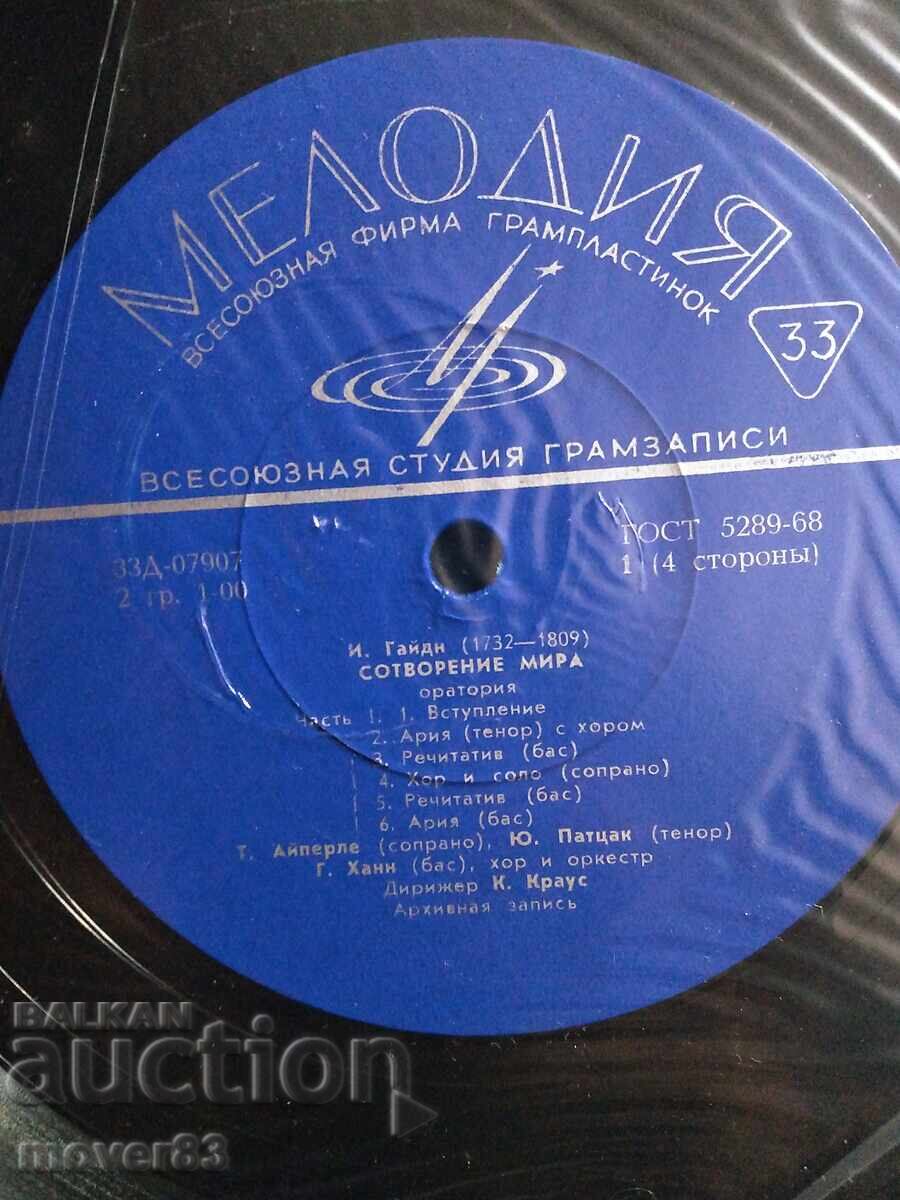 МЕЛОДИЯ
ВСЕСОЮЗНАЯ ФИРМА ГРАМПЛАСТИНОК
33
ВСЕСОЮЗНАЯ СТУДИЯ ГРАМЗАПИСИ
33Д-07907
2 гр. 1-00
ГОСТ 5289-68
1 (4 стороны)
И. Гайдн (1732—1809)
СОТВОРЕНИЕ МИРА
оратория
Часть 1. 1. Вступление
2. Ария (тенор) с хором
3. Речитатив (бас)
4. Хор и соло (сопрано)
5. Речитатив (бас)
6. Ария (бас)
Т. Айперле (сопрано), Ю. Патцак (тенор)
Г. Ханн (бас), хор и оркестр
Дирижер К. Краус
Архивная запись
BALKAN
auction
mover83